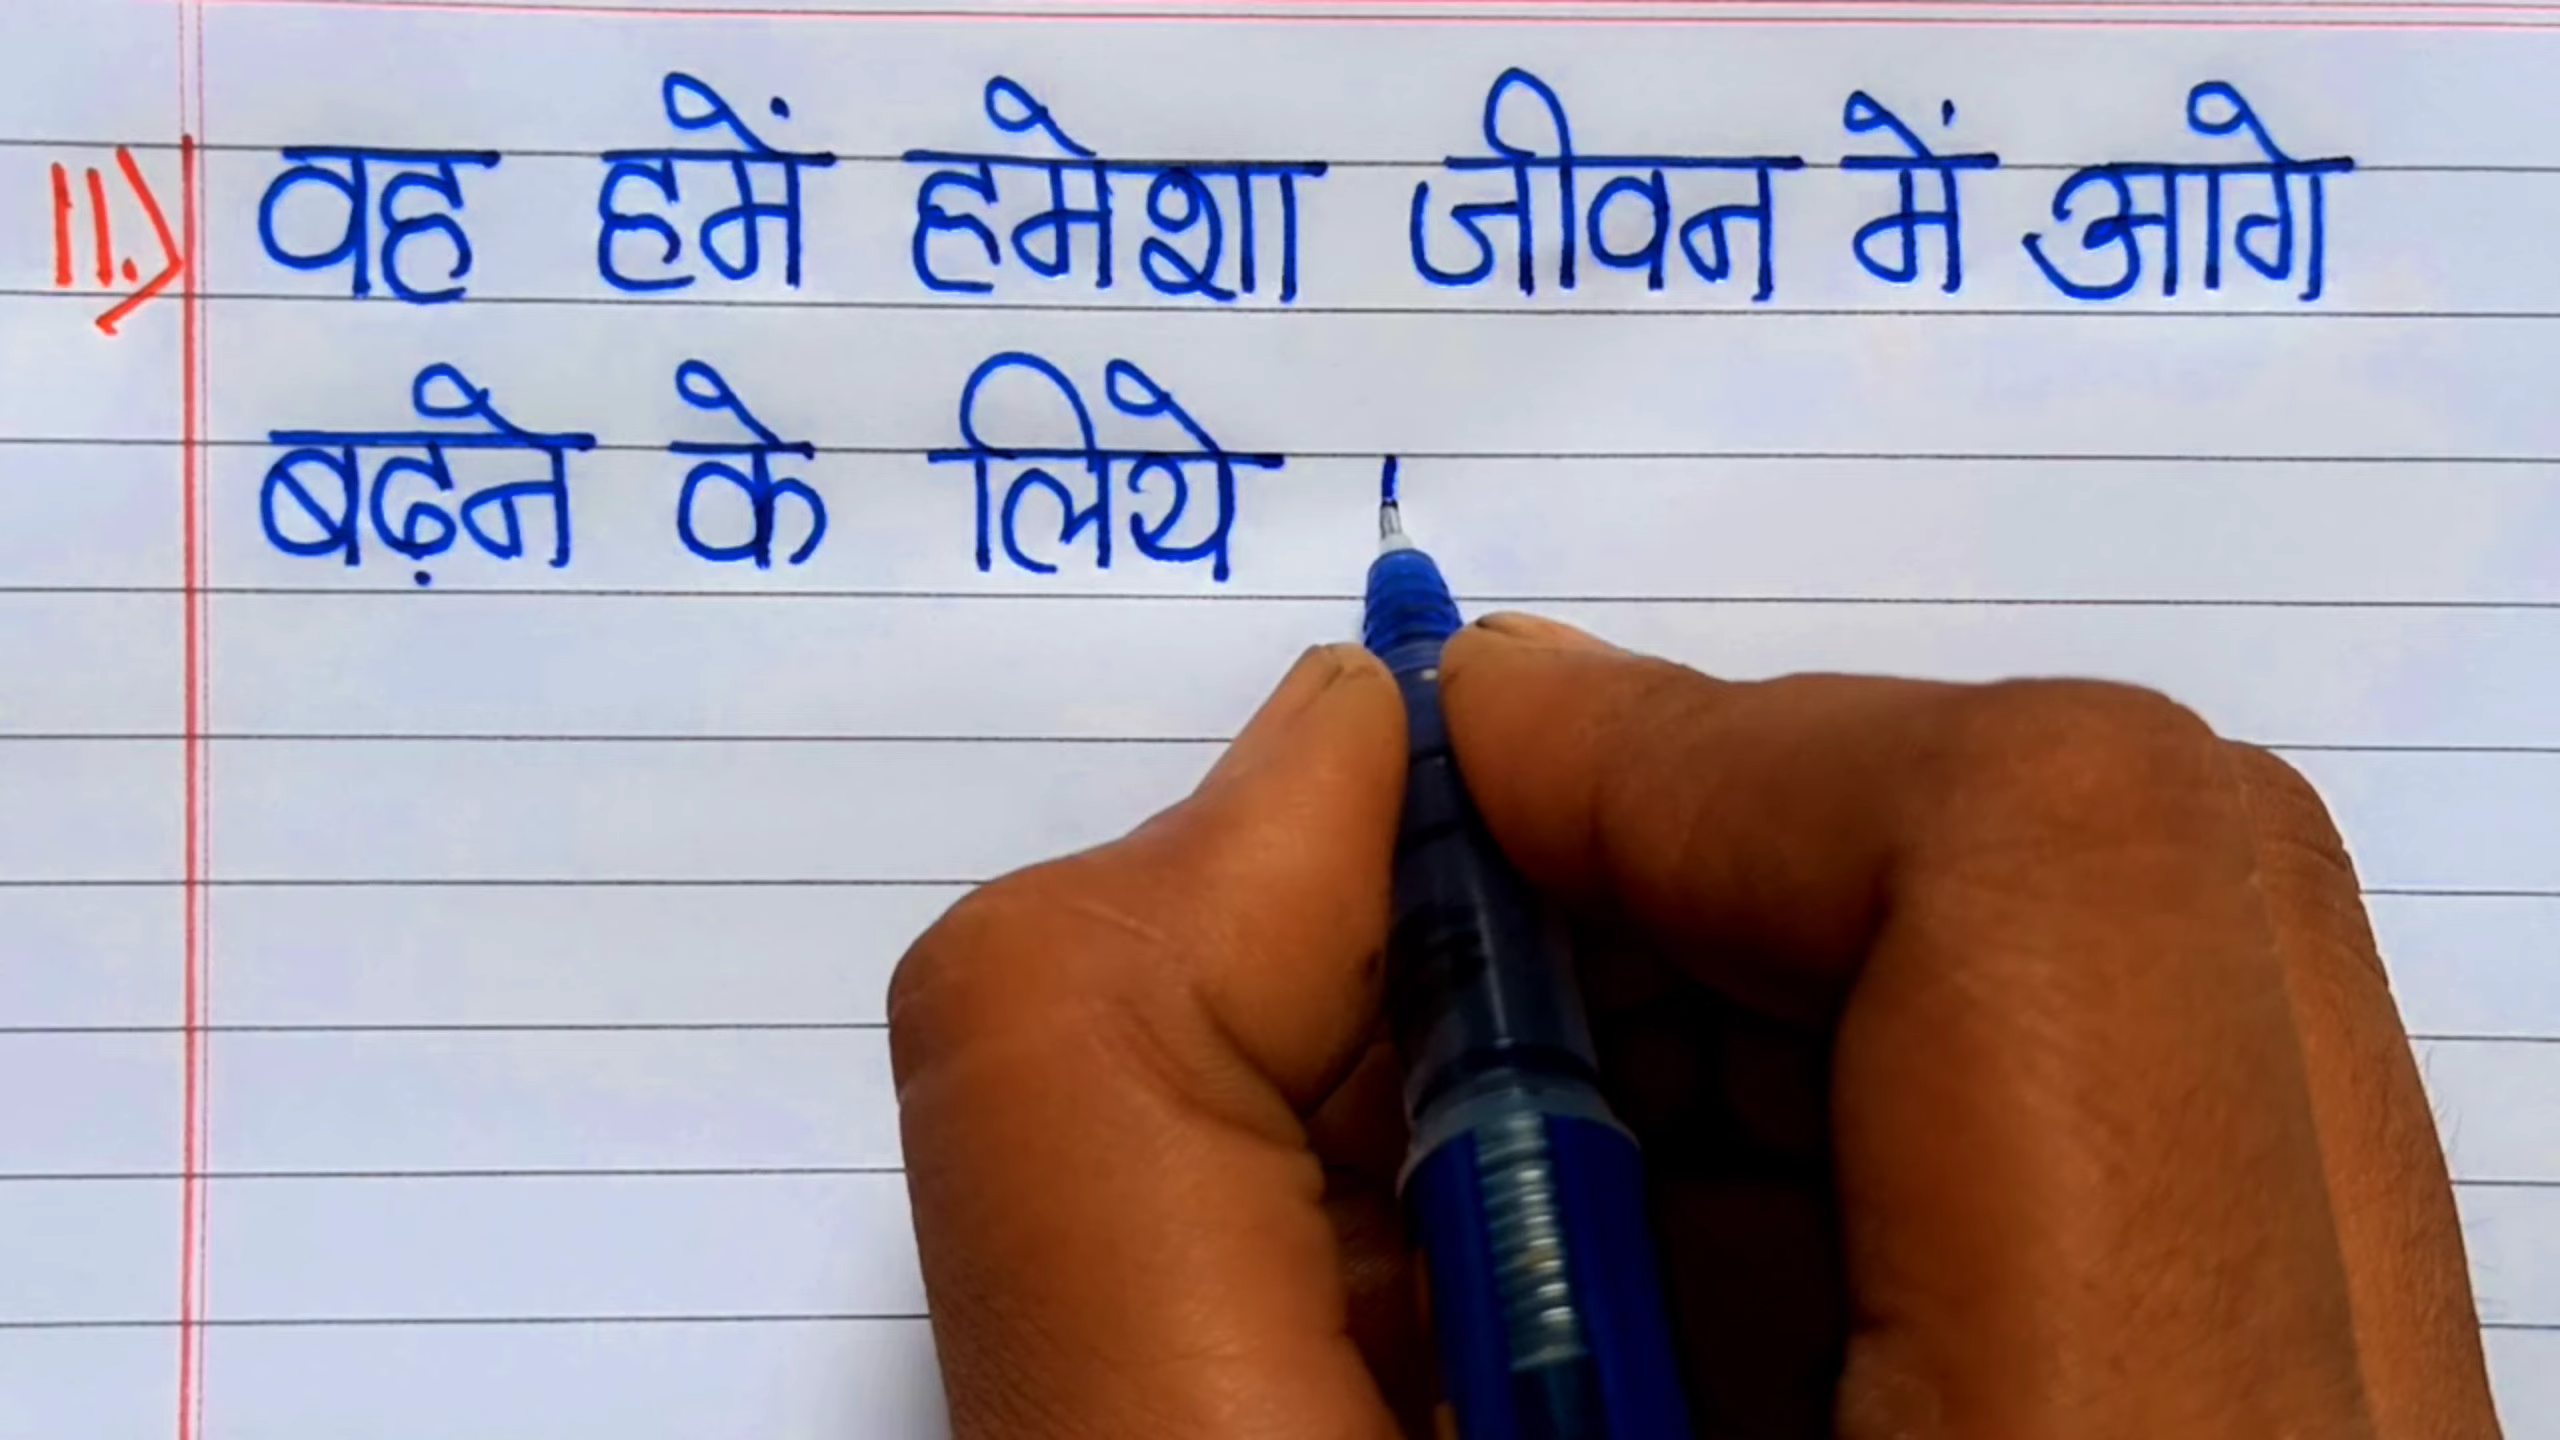 11.) वह हमें हमेशा जीवन में आगे
बढ़ने के लिये